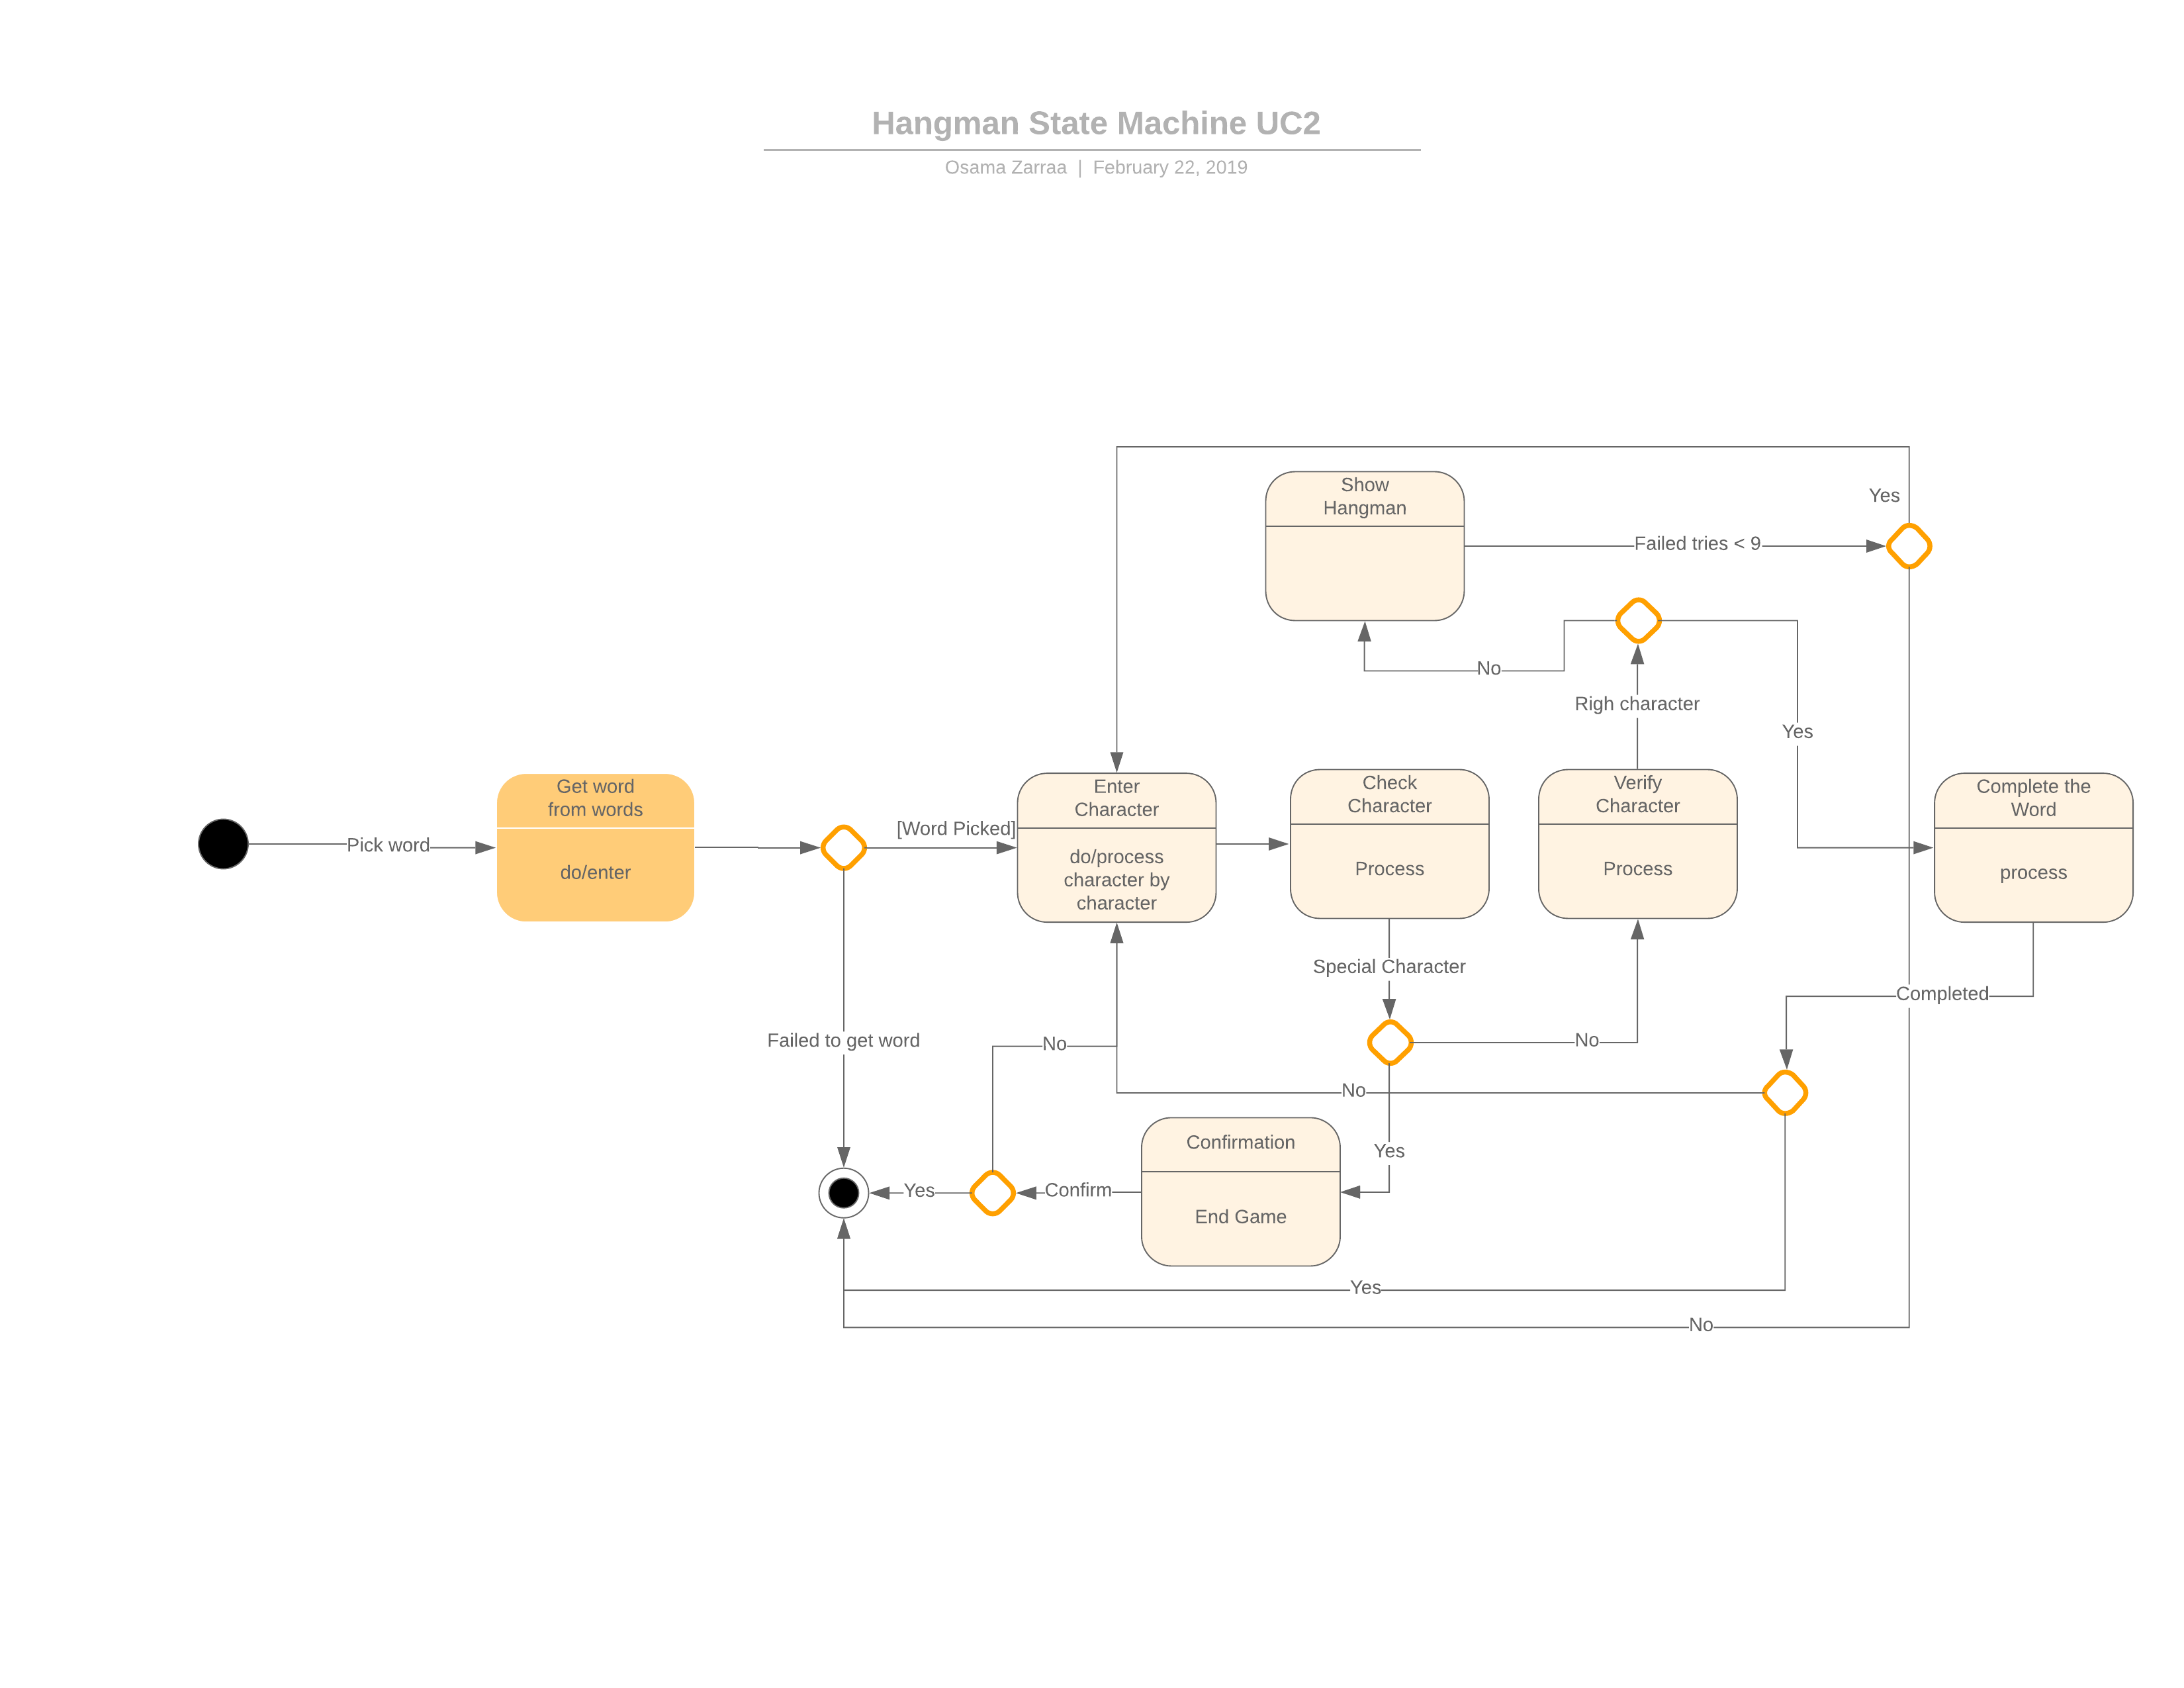 Hangman State Machine UC2
Osama Zarraa | February 22, 2019
Show
Hangman
Yes
Failed tries < 9
No
Righ character
Yes
Get word
from words
do/enter
Pick word
[Word Picked]
Enter
Character
do/process
character by
character
Check
Character
Process
Verify
Character
Process
Complete the
Word
process
Special Character
Completed
Failed to get word
No
No
No
Confirmation
End Game
Yes
Yes
Confirm
Yes
No